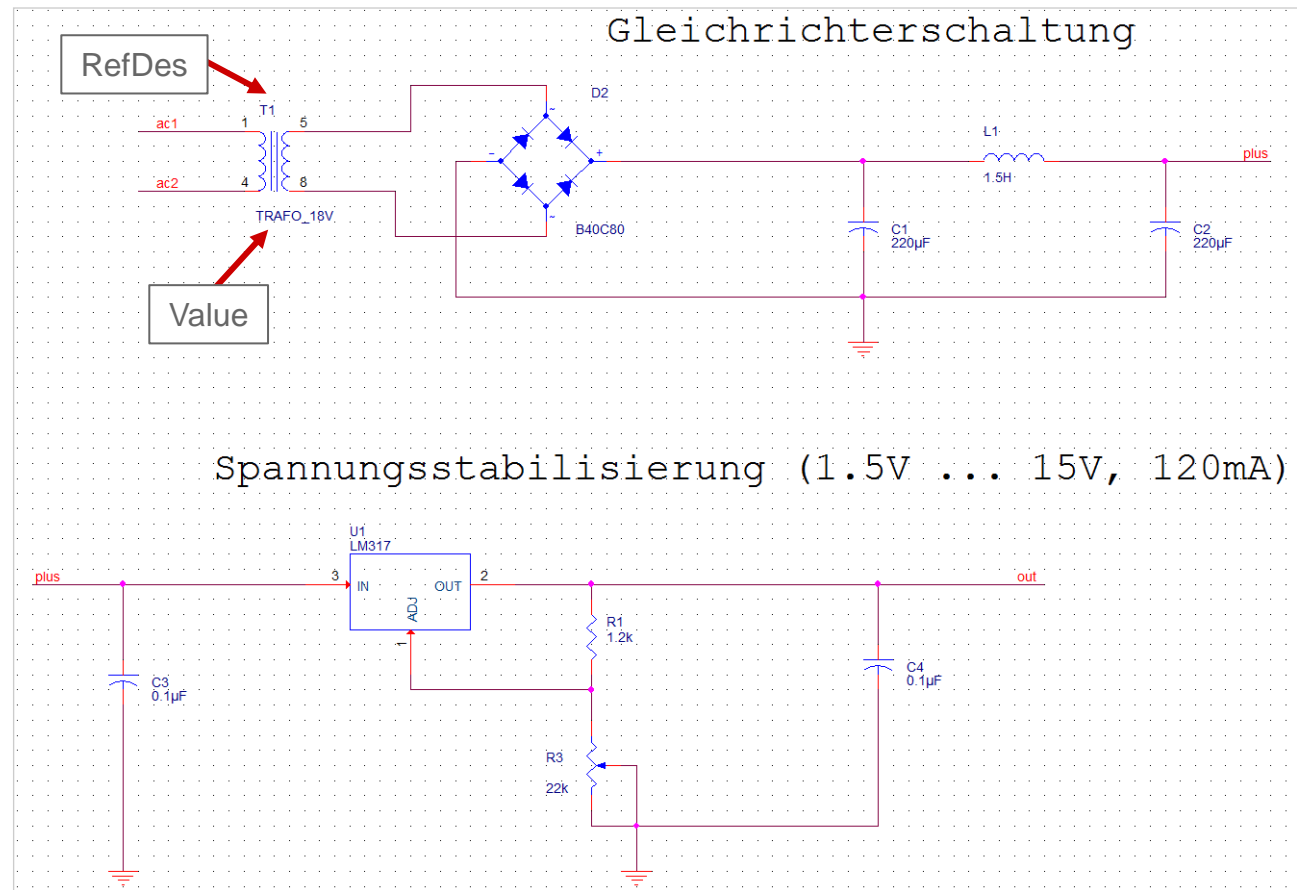 Gleichrichterschaltung
RefDes
T1
D2
ac1
1
5
ac2
4
8
TRAFO_18V
Value
~
-
+
~
B40C80
L1
1.5H
plus
C1
220µF
C2
220µF
Spannungsstabilisierung (1.5V ... 15V, 120mA)
U1
LM317
plus
3
IN
OUT
2
ADJ
1
out
R1
1.2k
C3
0.1µF
C4
0.1µF
R3
22k